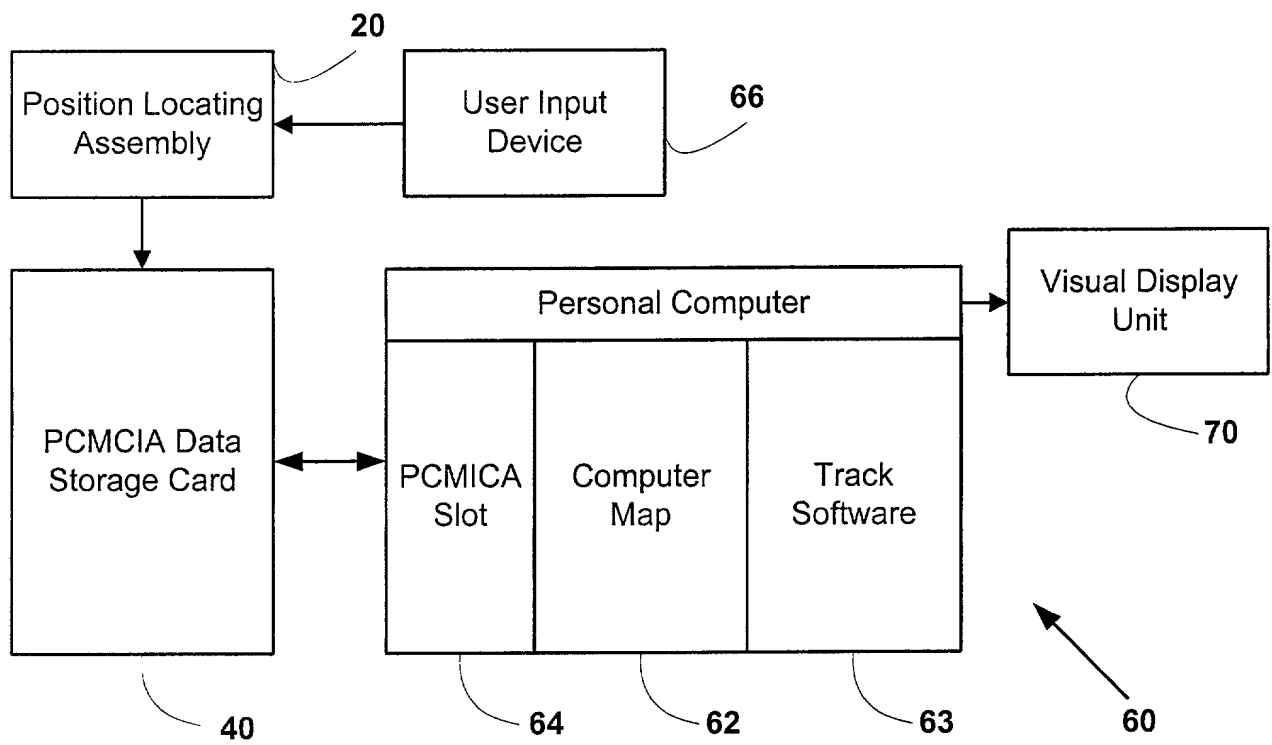 20
Position Locating
Assembly
User Input
Device
66
Visual Display
Unit
70
Personal Computer
PCMCIA Data
Storage Card
PCMICA
Slot
Computer
Map
Track
Software
40
64
62
63
60